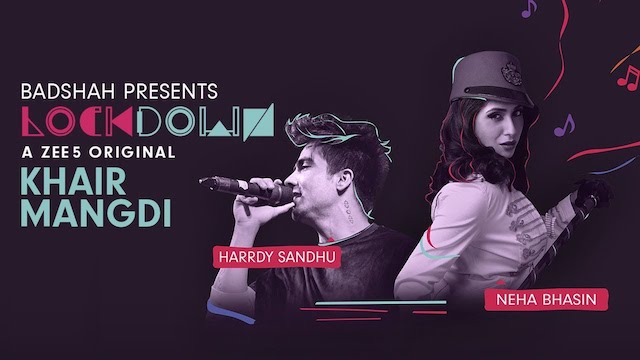 BADSHAH PRESENTS
LOCKDOWN
A ZEE5 ORIGINAL
KHAIR
MANGDI
HARRDY SANDHU
NEHA BHASIN